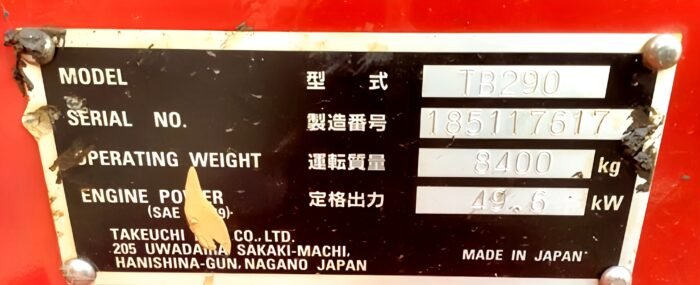 MODEL 型式 TB290
SERIAL NO. 製造番号 185117617
OPERATING WEIGHT 運転質量 8400 kg
ENGINE POWER 定格出力 49.6 kW
(SAE 9)
TAKEUCHI CO., LTD.
205 UWADAIRA, SAKAKI-MACHI,
HANISHINA-GUN, NAGANO JAPAN
MADE IN JAPAN